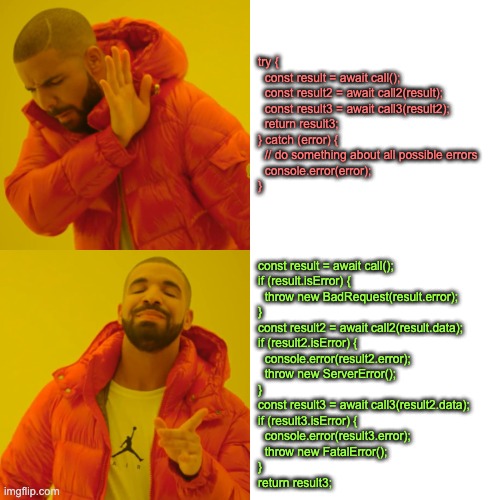 try {
  const result = await call();
  const result2 = await call2(result);
  const result3 = await call3(result2);
  return result3;
} catch (error) {
  // do something about all possible errors
  console.error(error);
}
const result = await call();
if (result.isError) {
  throw new BadRequest(result.error);
}
const result2 = await call2(result.data);
if (result2.isError) {
  console.error(result2.error);
  throw new ServerError();
}
const result3 = await call3(result2.data);
if (result3.isError) {
  console.error(result3.error);
  throw new FatalError();
}
return result3;
AIR
imgflip.com